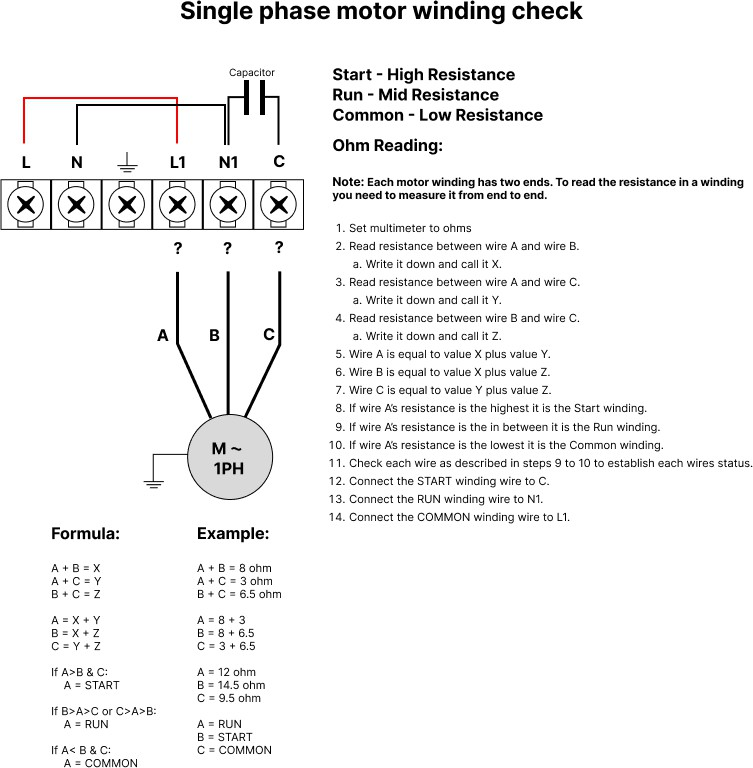 Single phase motor winding check
Capacitor
L N L1 N1 C
? ? ?
A B C
M ~
1PH
Start - High Resistance
Run - Mid Resistance
Common - Low Resistance
Ohm Reading:
Note: Each motor winding has two ends. To read the resistance in a winding
you need to measure it from end to end.
1. Set multimeter to ohms
2. Read resistance between wire A and wire B.
a. Write it down and call it X.
3. Read resistance between wire A and wire C.
a. Write it down and call it Y.
4. Read resistance between wire B and wire C.
a. Write it down and call it Z.
5. Wire A is equal to value X plus value Y.
6. Wire B is equal to value X plus value Z.
7. Wire C is equal to value Y plus value Z.
8. If wire A’s resistance is the highest it is the Start winding.
9. If wire A’s resistance is the in between it is the Run winding.
10. If wire A’s resistance is the lowest it is the Common winding.
11. Check each wire as described in steps 9 to 10 to establish each wires status.
12. Connect the START winding wire to C.
13. Connect the RUN winding wire to N1.
14. Connect the COMMON winding wire to L1.
Formula:
A + B = X
A + C = Y
B + C = Z
A = X + Y
B = X + Z
C = Y + Z
If A>B & C:
A = START
If B>A>C or C>A>B:
A = RUN
If A< B & C:
A = COMMON
Example:
A + B = 8 ohm
A + C = 3 ohm
B + C = 6.5 ohm
A = 8 + 3
B = 8 + 6.5
C = 3 + 6.5
A = 12 ohm
B = 14.5 ohm
C = 9.5 ohm
A = RUN
B = START
C = COMMON